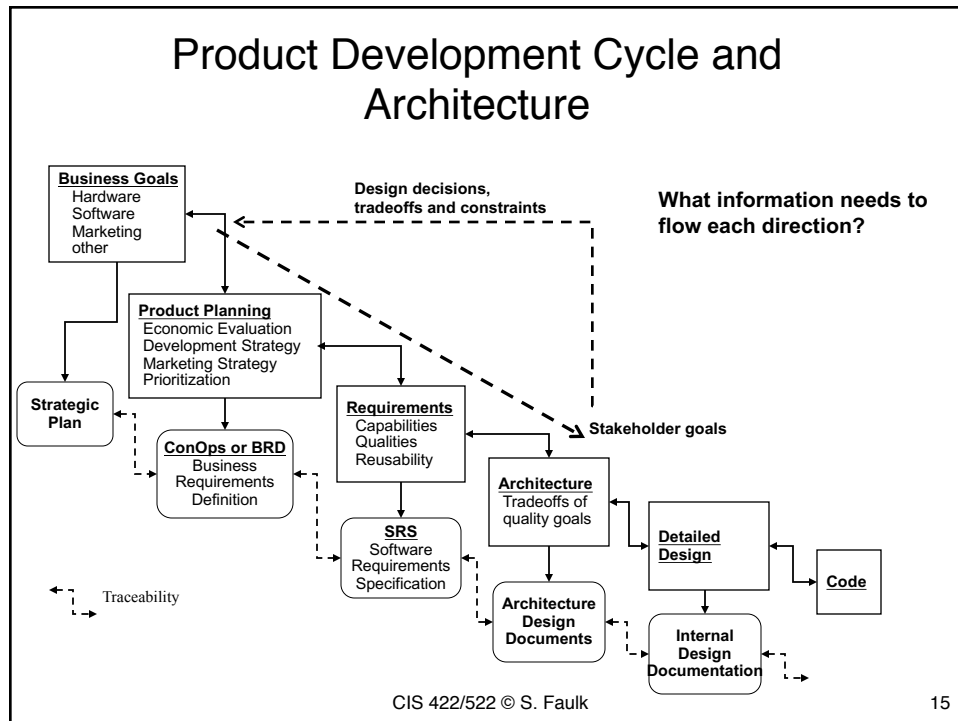 Product Development Cycle and
Architecture
Business Goals
Hardware
Software
Marketing
other
Design decisions,
tradeoffs and constraints
What information needs to
flow each direction?
Product Planning
Economic Evaluation
Development Strategy
Marketing Strategy
Prioritization
Strategic
Plan
Requirements
Capabilities
Qualities
Reusability
Stakeholder goals
ConOps or BRD
Business
Requirements
Definition
Architecture
Tradeoffs of
quality goals
SRS
Software
Requirements
Specification
Detailed
Design
Code
Traceability
Architecture
Design
Documents
Internal
Design
Documentation
CIS 422/522 © S. Faulk
15